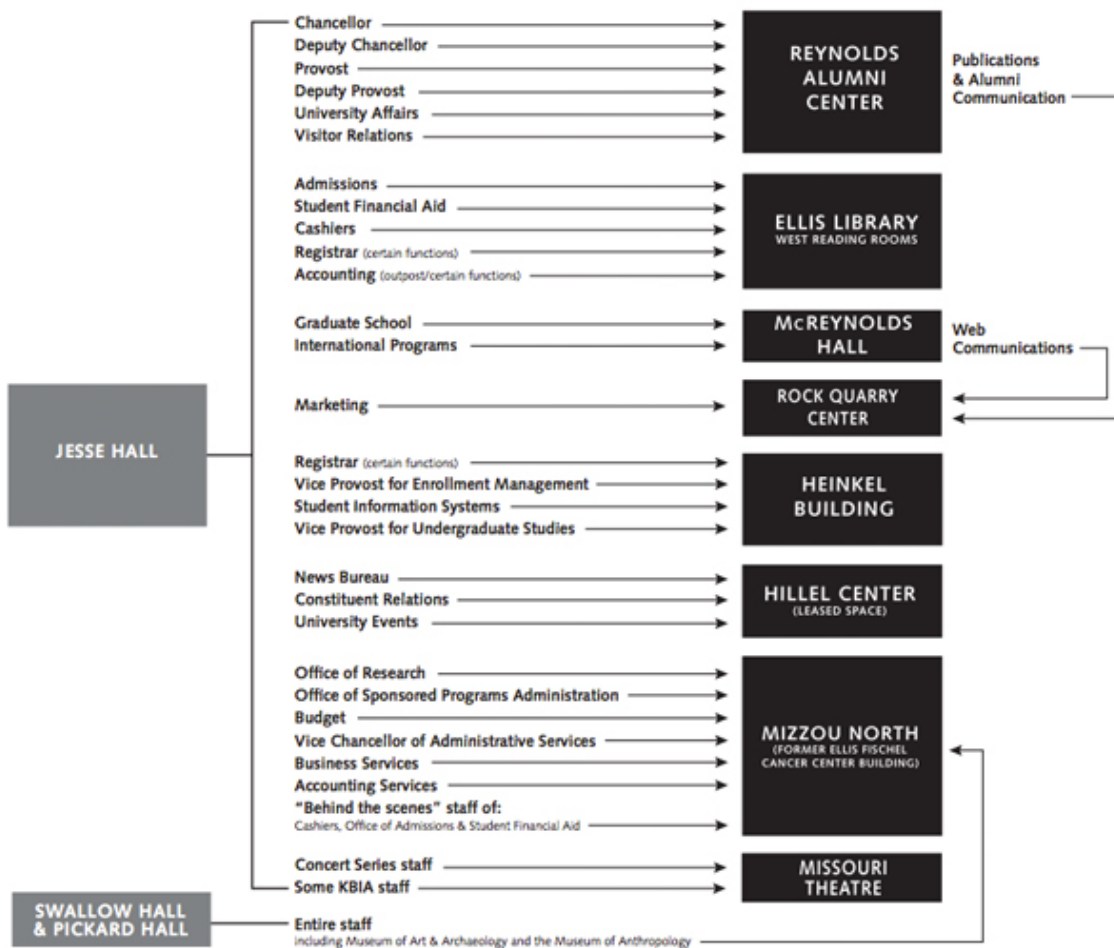 Chancellor
Deputy Chancellor
Provost
Deputy Provost
University Affairs
Visitor Relations
REYNOLDS
ALUMNI
CENTER
Publications
& Alumni
Communication
Admissions
Student Financial Aid
Cashiers
Registrar (certain functions)
Accounting (outpost/certain functions)
ELLIS LIBRARY
WEST READING ROOMS
Graduate School
International Programs
McREYNOLDS
HALL
Web
Communications
Marketing
ROCK QUARRY
CENTER
JESSE HALL
Registrar (certain functions)
Vice Provost for Enrollment Management
Student Information Systems
Vice Provost for Undergraduate Studies
HEINKEL
BUILDING
News Bureau
Constituent Relations
University Events
HILLEL CENTER
(LEASED SPACE)
Office of Research
Office of Sponsored Programs Administration
Budget
Vice Chancellor of Administrative Services
Business Services
Accounting Services
"Behind the scenes" staff of:
Cashiers, Office of Admissions & Student Financial Aid
MIZZOU NORTH
(FORMER ELLIS FISCHEL
CANCER CENTER BUILDING)
Concert Series staff
Some KBIA staff
MISSOURI
THEATRE
SWALLOW HALL
& PICKARD HALL
Entire staff
including Museum of Art & Archaeology and the Museum of Anthropology